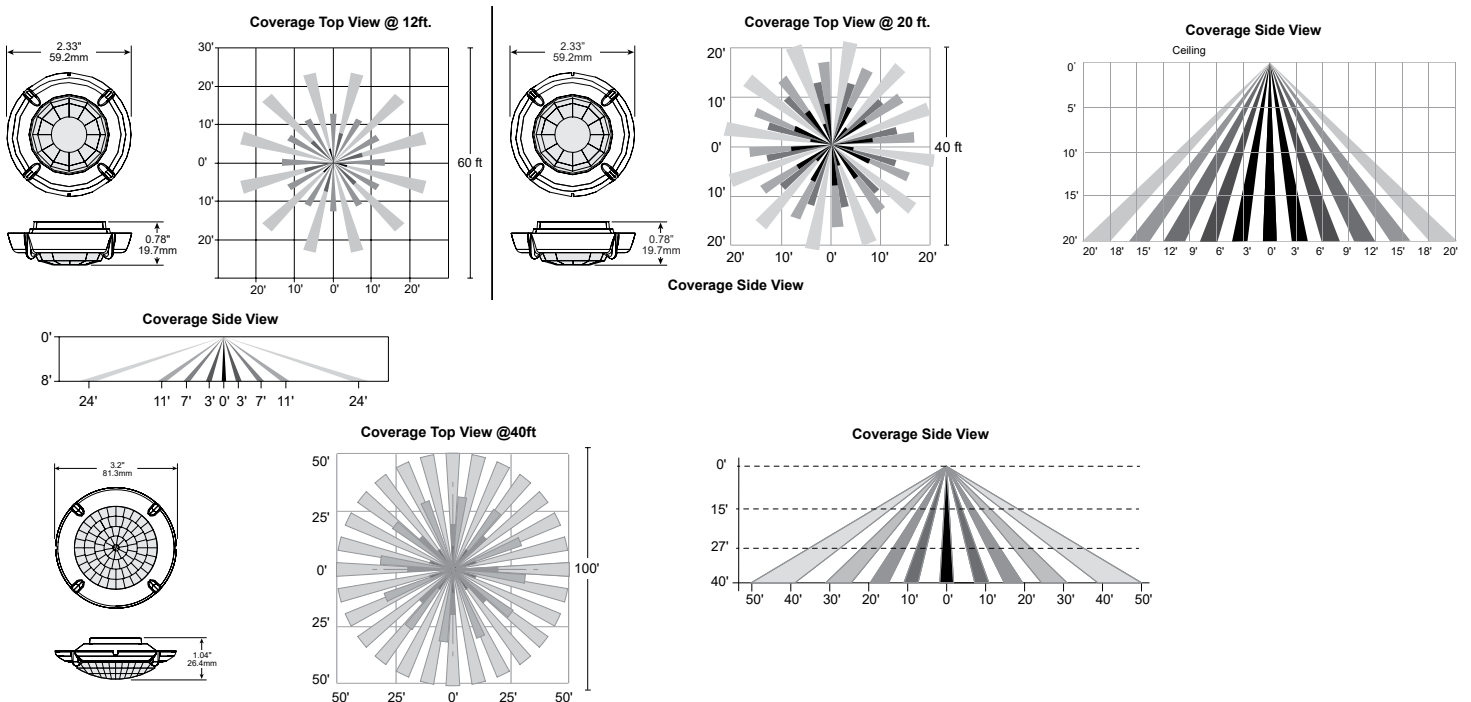 Coverage Top View @ 12ft.
2.33"
59.2mm
30'
20'
10'
0'
10'
20'
60 ft
20' 10' 0' 10' 20'
0.78"
19.7mm
Coverage Top View @ 20 ft.
2.33"
59.2mm
20'
10'
0'
10'
20'
40 ft
20' 10' 0' 10' 20'
0.78"
19.7mm
Coverage Side View
Coverage Side View
Ceiling
0'
5'
10'
15'
20'
20' 18' 15' 12' 9' 6' 3' 0' 3' 6' 9' 12' 15' 18' 20'
Coverage Side View
0'
8'
24' 11' 7' 3' 0' 3' 7' 11' 24'
3.2"
81.3mm
1.04"
26.4mm
Coverage Top View @40ft
50'
25'
0'
25'
50'
100'
50' 25' 0' 25' 50'
Coverage Side View
0'
15'
27'
40'
50' 40' 30' 20' 10' 0' 10' 20' 30' 40' 50'